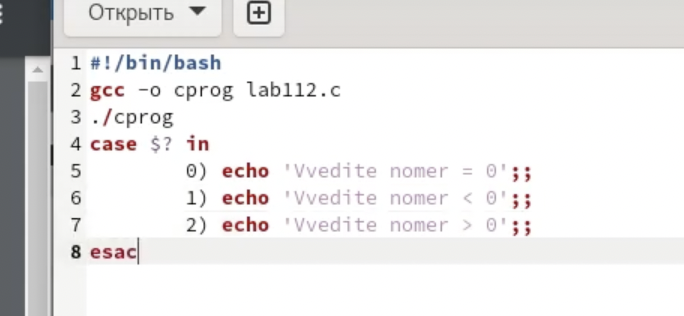 Открыть
1 #!/bin/bash
2 gcc -o cprog lab112.c
3 ./cprog
4 case $? in
5 0) echo 'Vvedite nomer = 0';;
6 1) echo 'Vvedite nomer < 0';;
7 2) echo 'Vvedite nomer > 0';;
8 esac